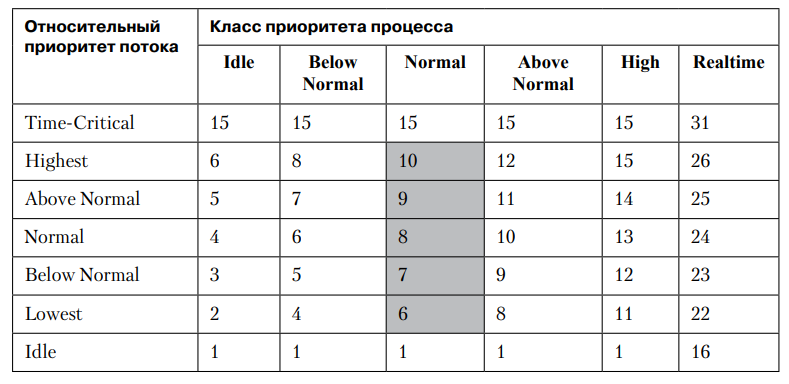 Относительный приоритет потока Класс приоритета процесса
Idle Below Normal Normal Above Normal High Realtime
Time-Critical 15 15 15 15 15 31
Highest 6 8 10 12 15 26
Above Normal 5 7 9 11 14 25
Normal 4 6 8 10 13 24
Below Normal 3 5 7 9 12 23
Lowest 2 4 6 8 11 22
Idle 1 1 1 1 1 16